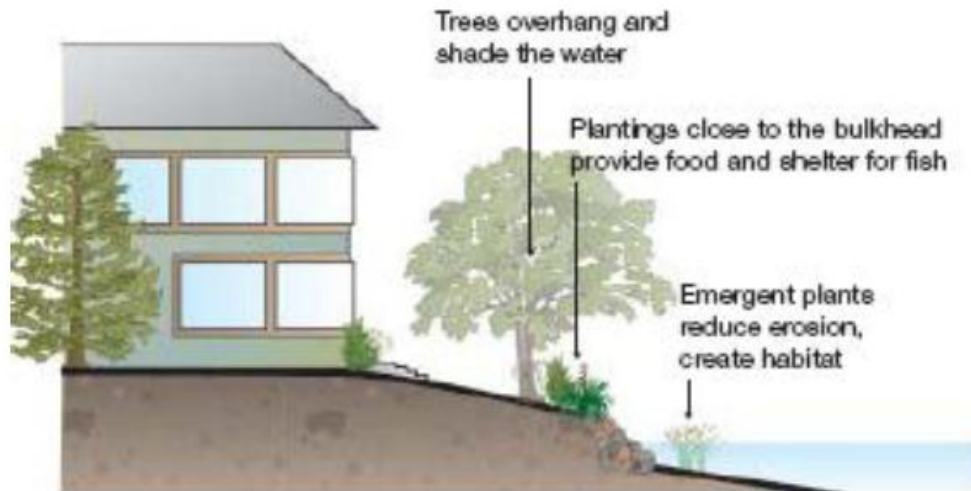 Trees overhang and
shade the water
Plantings close to the bulkhead
provide food and shelter for fish
Emergent plants
reduce erosion,
create habitat